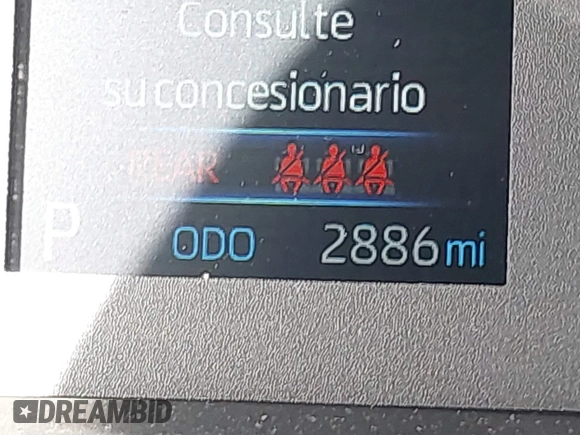 Consulte
su concesionario
REAR
P ODO 2886 mi
DREAMBID